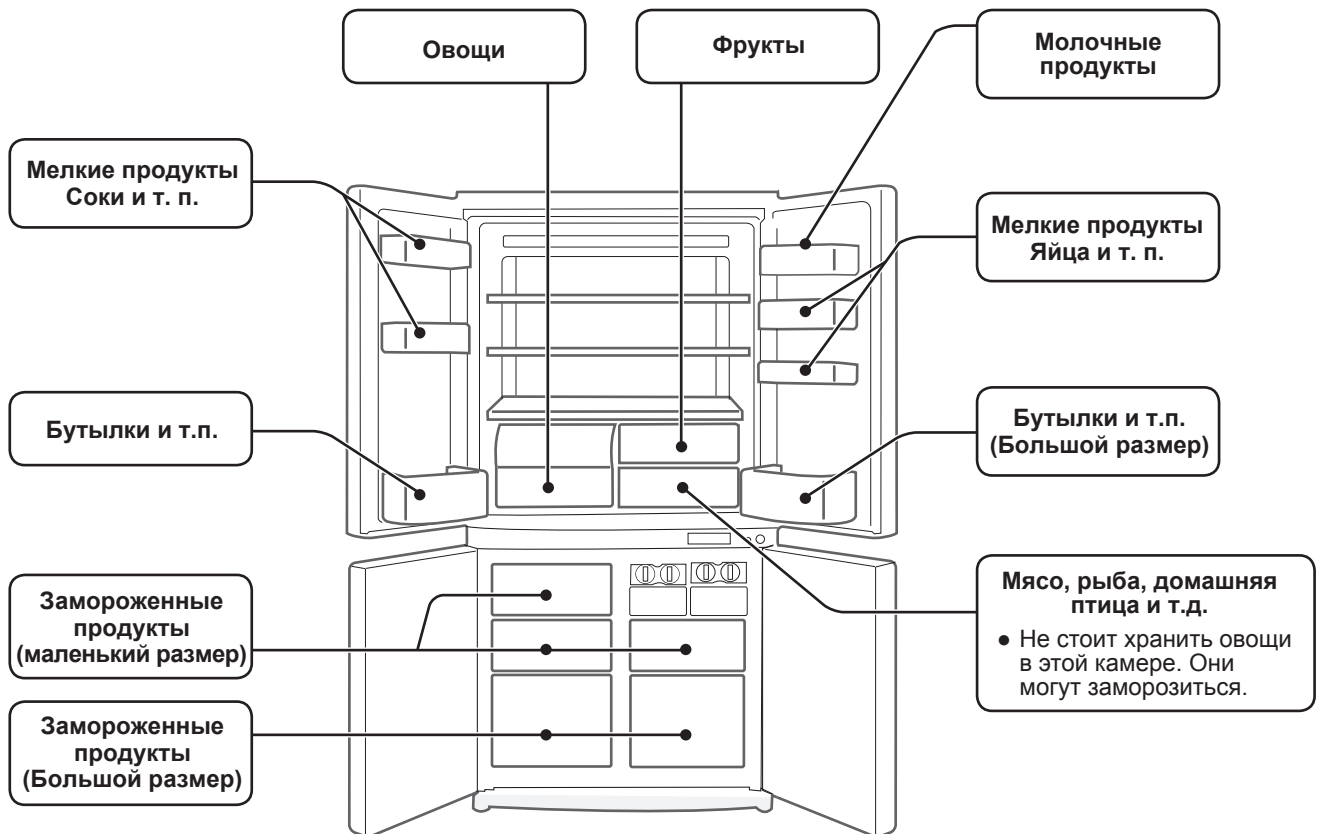 Овощи
Фрукты
Молочные
продукты
Мелкие продукты
Соки и т. п.
Мелкие продукты
Яйца и т. п.
Бутылки и т.п.
Бутылки и т.п.
(Большой размер)
Замороженные
продукты
(маленький размер)
Мясо, рыба, домашняя
птица и т.д.
● Не стоит хранить овощи
в этой камере. Они
могут заморозиться.
Замороженные
продукты
(Большой размер)